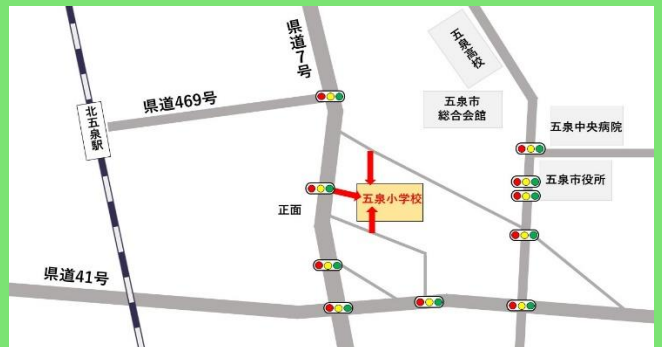 県道7号
五泉高校
県道469号
北五泉駅
五泉市
総合会館
五泉中央病院
五泉市役所
五泉小学校
正面
県道41号